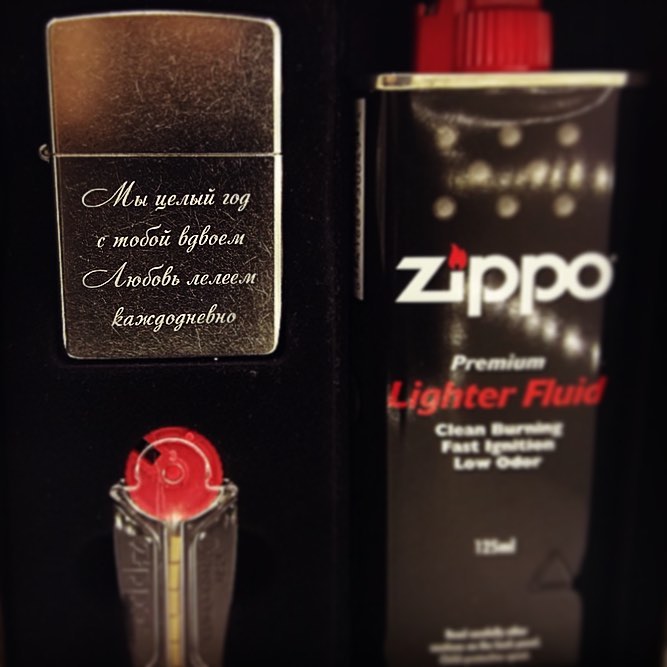 Мы целый год
с тобой вдвоем
Любовь лелеем
каждодневно
zippo
Premium
Lighter Fluid
Clean Burning
Fast Ignition
Low Odor
125ml